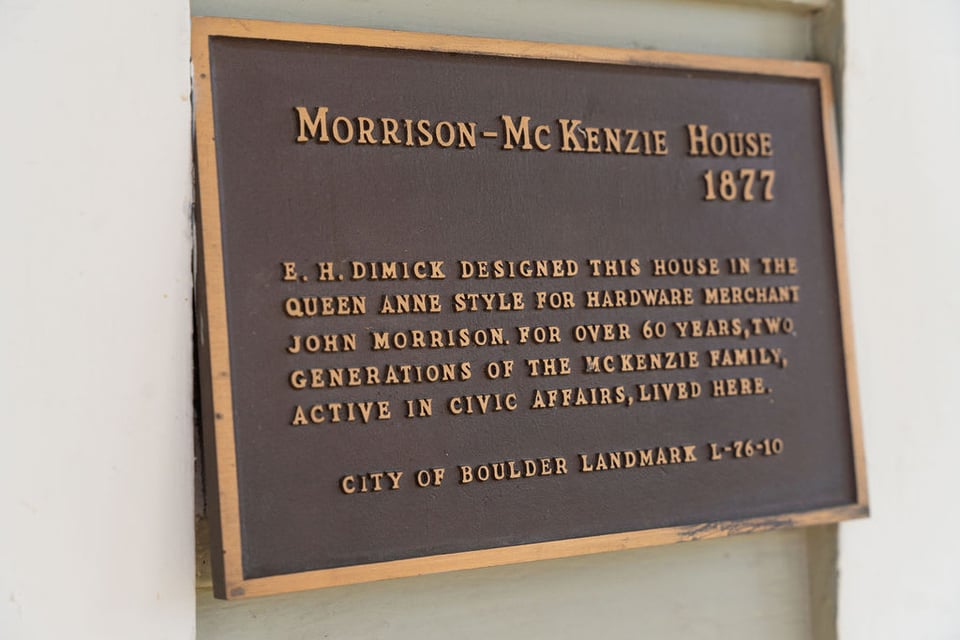 Morrison-McKenzie House
1877
E. H. DIMICK DESIGNED THIS HOUSE IN THE
QUEEN ANNE STYLE FOR HARDWARE MERCHANT
JOHN MORRISON. FOR OVER 60 YEARS, TWO
GENERATIONS OF THE MCKENZIE FAMILY,
ACTIVE IN CIVIC AFFAIRS, LIVED HERE.
CITY OF BOULDER LANDMARK L-76-10